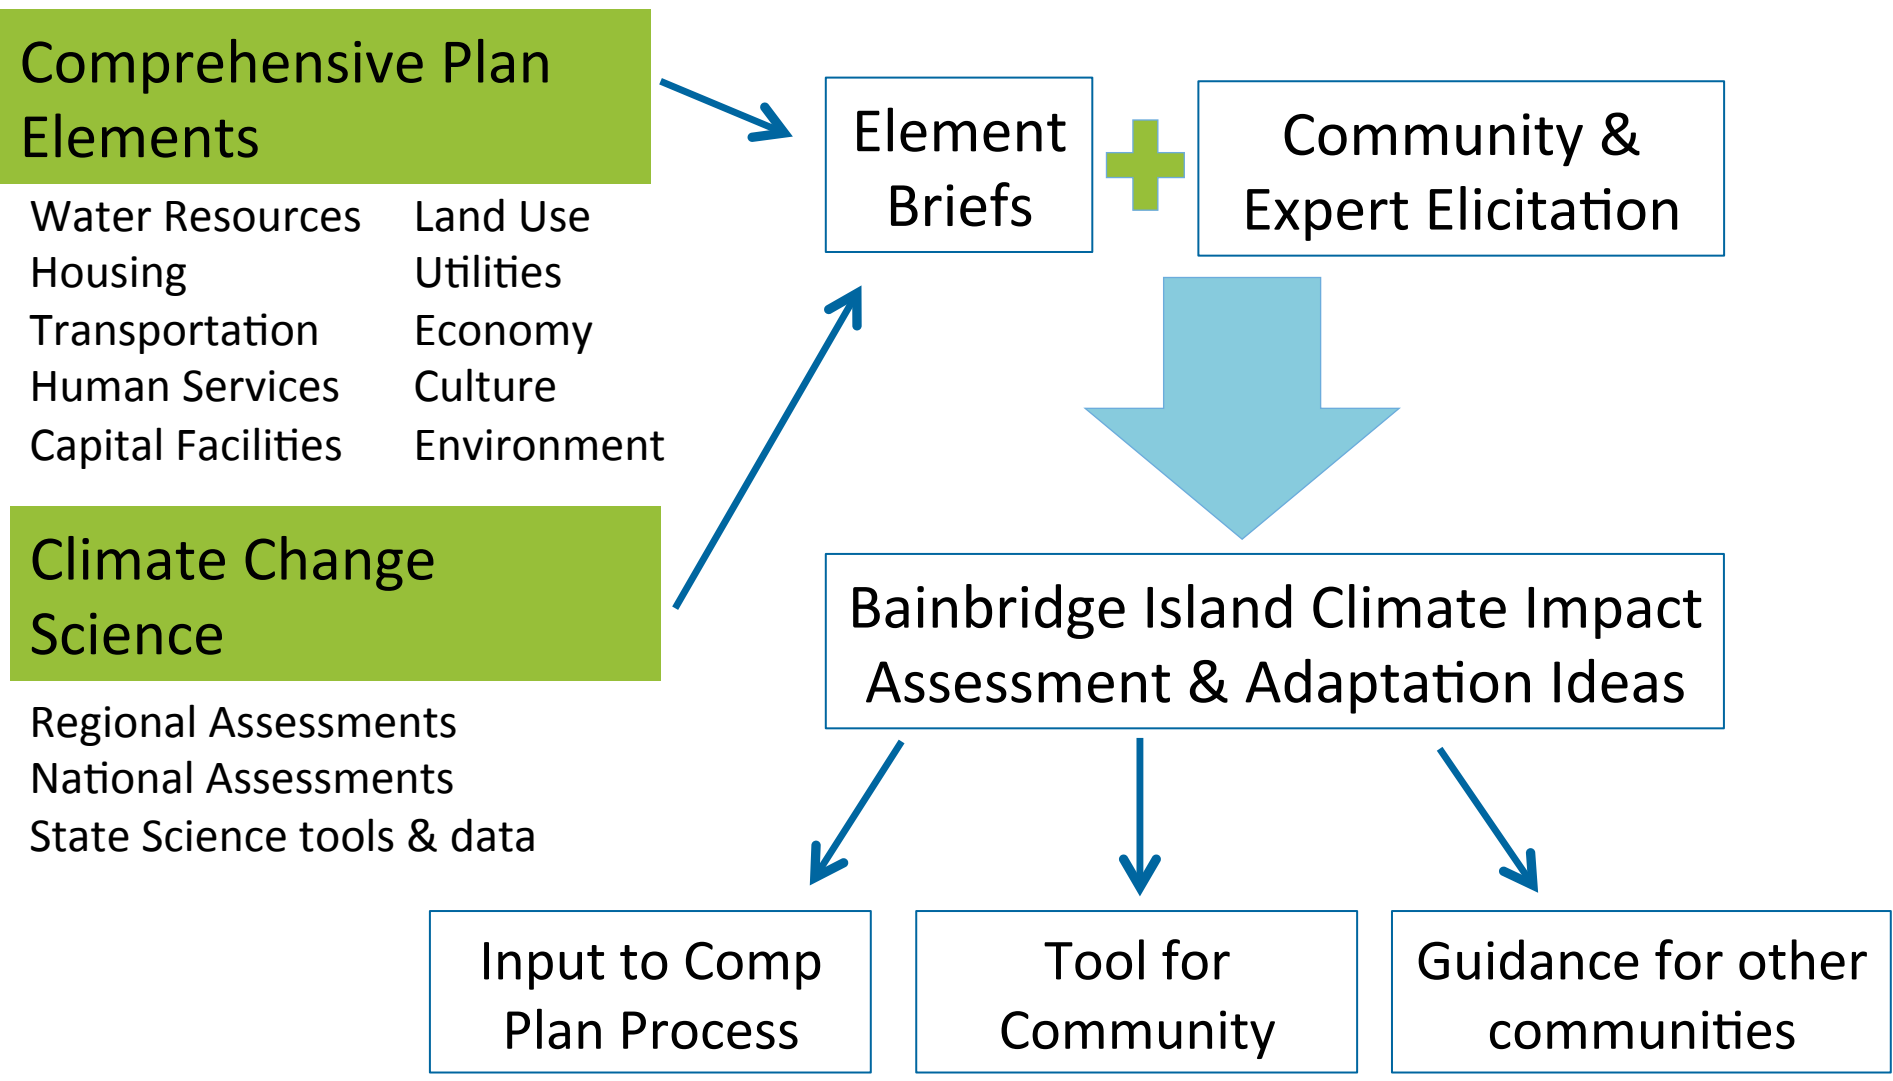 Comprehensive Plan
Elements
Water Resources
Housing
Transportation
Human Services
Capital Facilities
Land Use
Utilities
Economy
Culture
Environment
Climate Change
Science
Regional Assessments
National Assessments
State Science tools & data
Element
Briefs
Community &
Expert Elicitation
Bainbridge Island Climate Impact
Assessment & Adaptation Ideas
Input to Comp
Plan Process
Tool for
Community
Guidance for other
communities